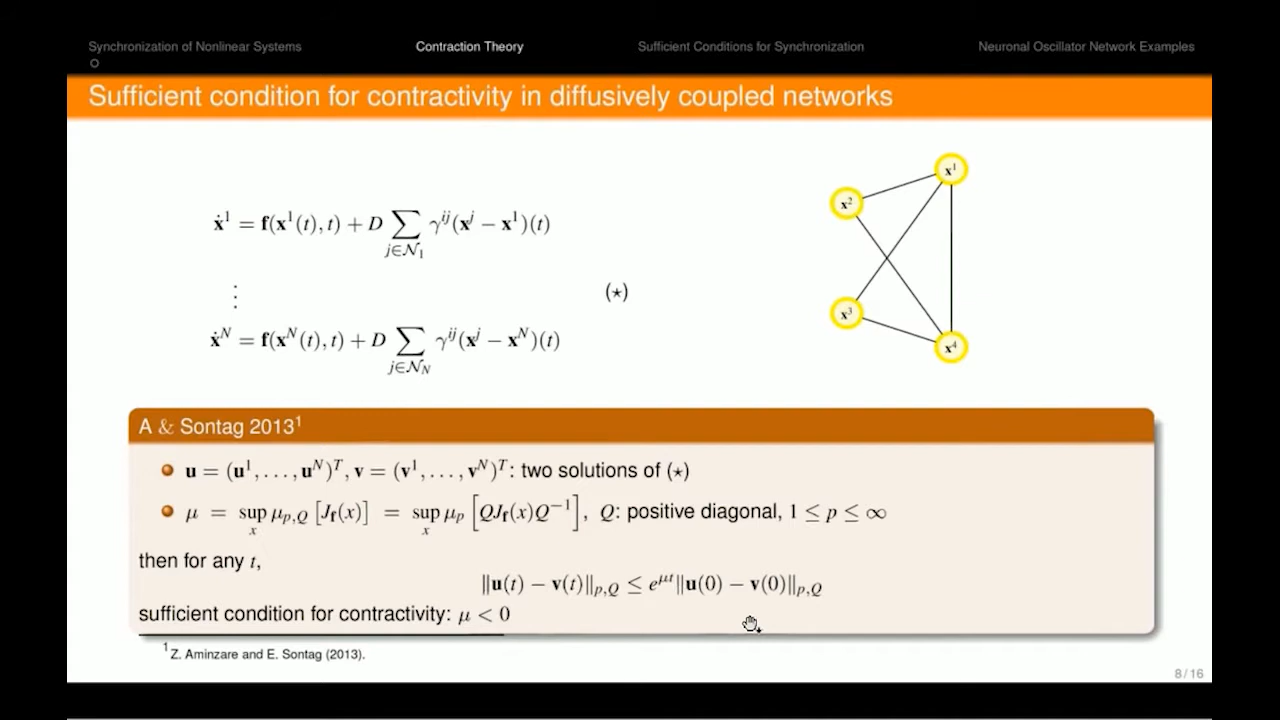 Synchronization of Nonlinear Systems Contraction Theory Sufficient Conditions for Synchronization Neuronal Oscillator Network Examples
Sufficient condition for contractivity in diffusively coupled networks
ẋ¹ = f(x¹(t), t) + D ∑_{j∈𝒩₁} γ^{ij}(x^j − x¹)(t)
⋮
(⋆)
ẋ^N = f(x^N(t), t) + D ∑_{j∈𝒩_N} γ^{ij}(x^j − x^N)(t)
x¹
x²
x³
x⁴
A & Sontag 2013¹
u = (u¹, . . . , u^N)^T, v = (v¹, . . . , v^N)^T: two solutions of (⋆)
μ = sup_x μ_{p,Q} [J_f(x)] = sup_x μ_p [QJ_f(x)Q⁻¹], Q: positive diagonal, 1 ≤ p ≤ ∞
then for any t,
‖u(t) − v(t)‖_{p,Q} ≤ e^{μt}‖u(0) − v(0)‖_{p,Q}
sufficient condition for contractivity: μ < 0
¹Z. Aminzare and E. Sontag (2013).
8 / 16